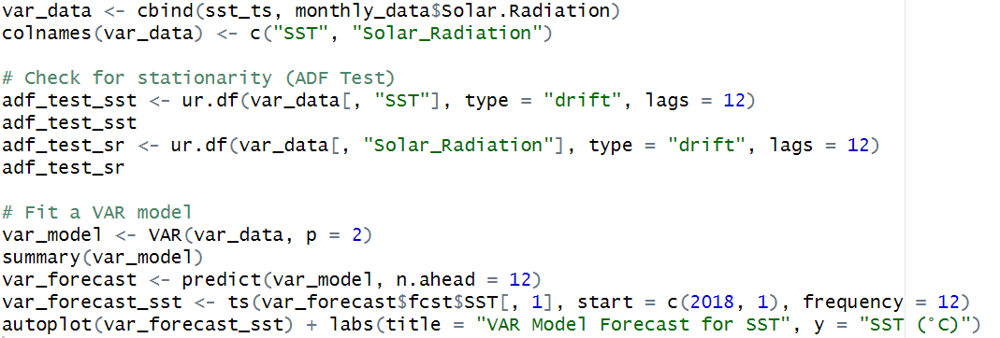 var_data <- cbind(sst_ts, monthly_data$Solar.Radiation)
colnames(var_data) <- c("SST", "Solar_Radiation")
# Check for stationarity (ADF Test)
adf_test_sst <- ur.df(var_data[, "SST"], type = "drift", lags = 12)
adf_test_sst
adf_test_sr <- ur.df(var_data[, "Solar_Radiation"], type = "drift", lags = 12)
adf_test_sr
# Fit a VAR model
var_model <- VAR(var_data, p = 2)
summary(var_model)
var_forecast <- predict(var_model, n.ahead = 12)
var_forecast_sst <- ts(var_forecast$fcst$SST[, 1], start = c(2018, 1), frequency = 12)
autoplot(var_forecast_sst) + labs(title = "VAR Model Forecast for SST", y = "SST (°C)")